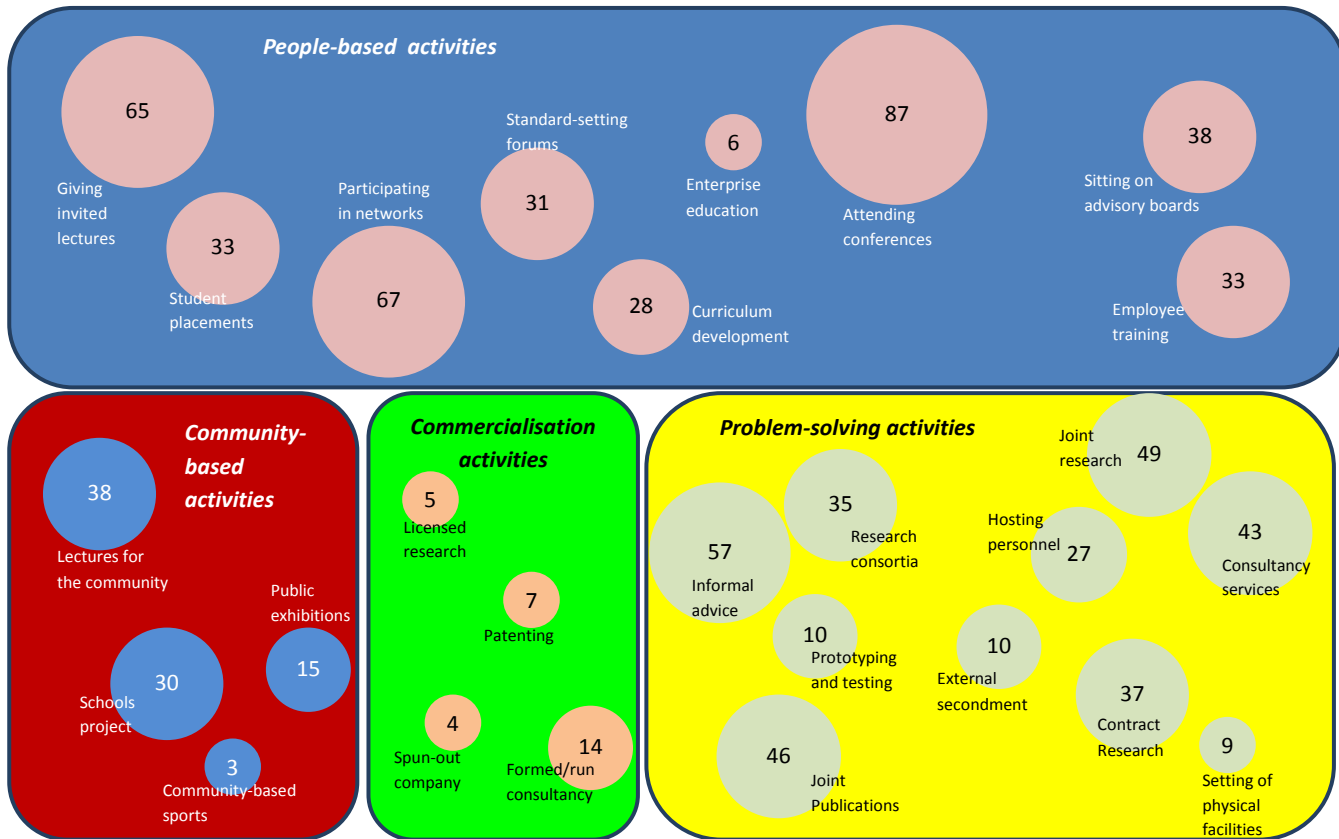 People-based activities
65
Giving
invited
lectures
33
Student
placements
Participating
in networks
67
Standard-setting
forums
31
28
Curriculum
development
6
Enterprise
education
87
Attending
conferences
38
Sitting on
advisory boards
33
Employee
training
Community-
based
activities
38
Lectures for
the community
Public
exhibitions
15
30
Schools
project
3
Community-based
sports
Commercialisation
activities
5
Licensed
research
7
Patenting
4
Spun-out
company
14
Formed/run
consultancy
Problem-solving activities
57
Informal
advice
35
Research
consortia
Joint
research
49
Hosting
personnel
27
43
Consultancy
services
10
Prototyping
and testing
10
External
secondment
37
Contract
Research
46
Joint
Publications
9
Setting of
physical
facilities